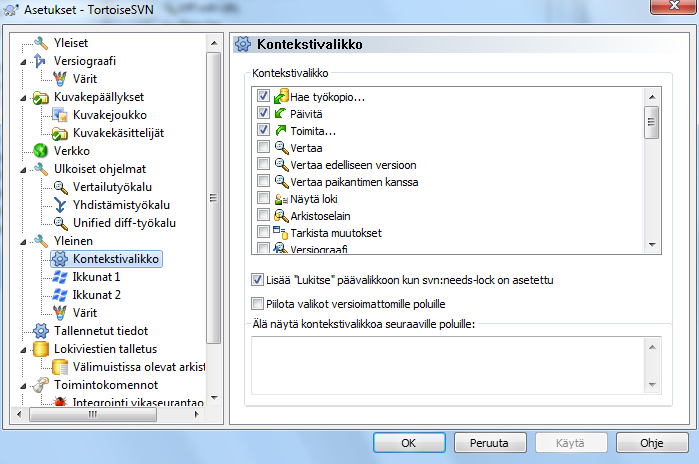 Asetukset - TortoiseSVN
Yleiset
Versiograafi
Värit
Kuvakepäällykset
Kuvakejoukko
Kuvakekäsittelijät
Verkko
Ulkoiset ohjelmat
Vertailutyökalu
Yhdistämistyökalu
Unified diff-työkalu
Yleinen
Kontekstivalikko
Ikkunat 1
Ikkunat 2
Värit
Tallennetut tiedot
Lokiviestien talletus
Välimuistissa olevat arkist
Toimintokomennot
Integrointi vikaseurantao
Kontekstivalikko
Kontekstivalikko
Hae työkopio...
Päivitä
Toimita...
Vertaa
Vertaa edelliseen versioon
Vertaa paikantimen kanssa
Näytä loki
Arkistoselain
Tarkista muutokset
Versiograafi
Lisää "Lukitse" päävalikkoon kun svn:needs-lock on asetettu
Piilota valikot versioimattomille poluille
Älä näytä kontekstivalikkoa seuraaville poluille:
OK
Peruuta
Käytä
Ohje